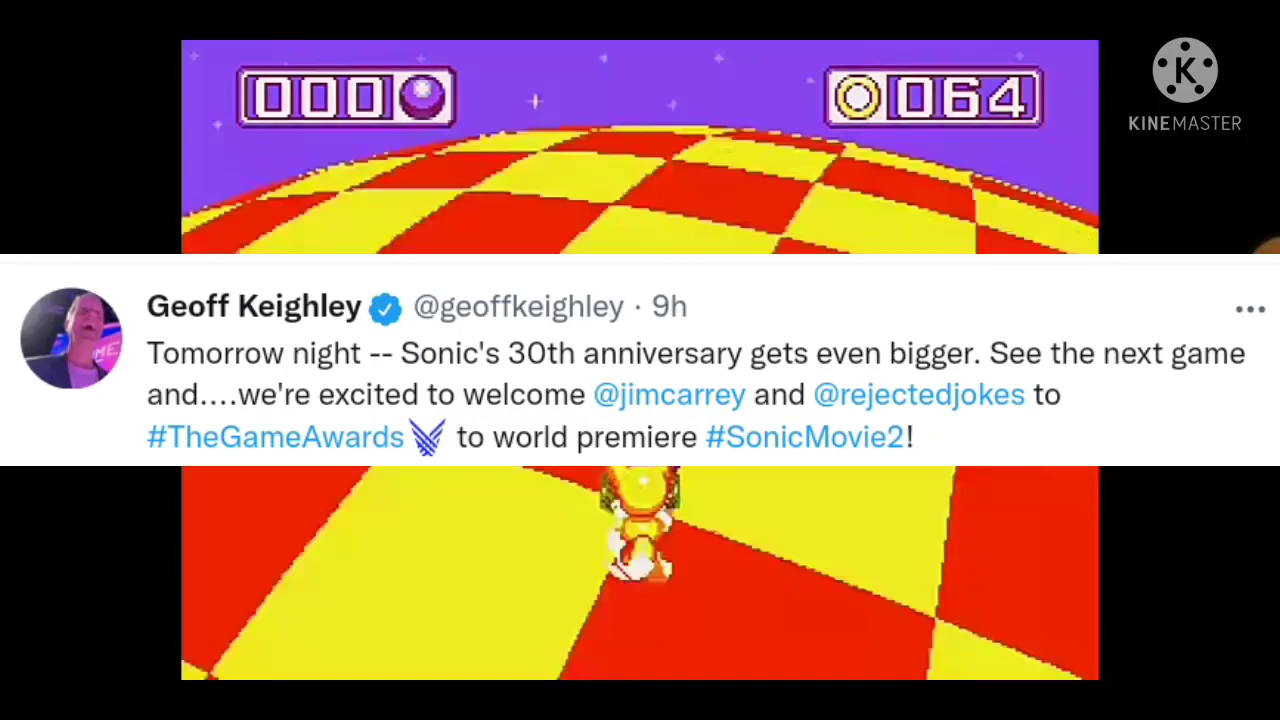 000
064
K
KINEMASTER
Geoff Keighley @geoffkeighley · 9h
Tomorrow night -- Sonic's 30th anniversary gets even bigger. See the next game
and....we're excited to welcome @jimcarrey and @rejectedjokes to
#TheGameAwards to world premiere #SonicMovie2!